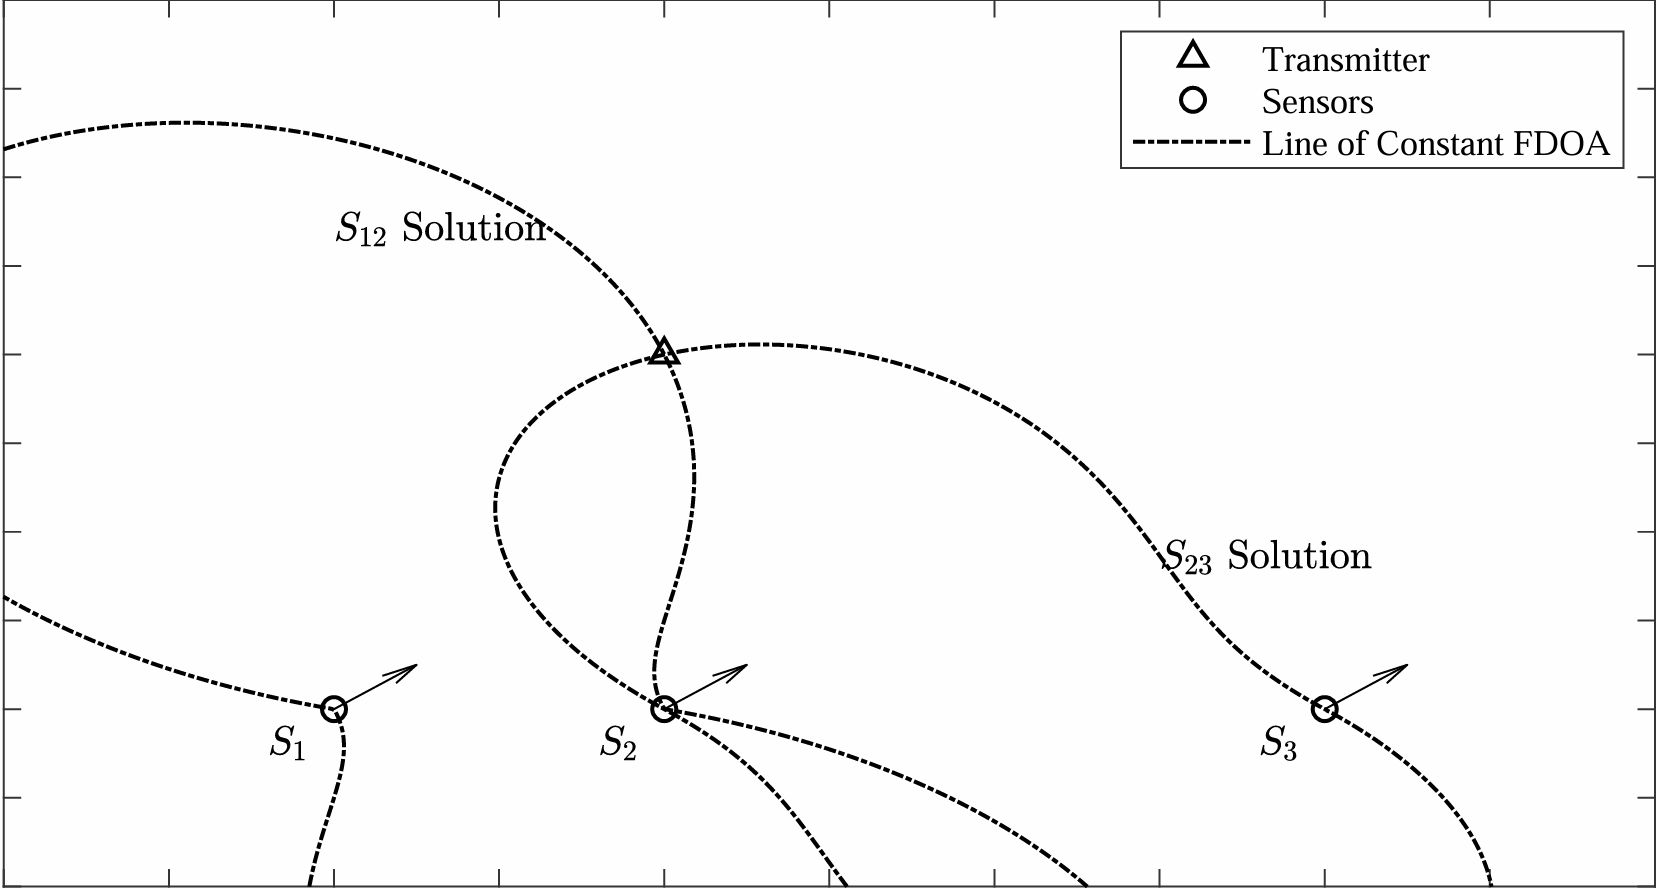 Transmitter
Sensors
Line of Constant FDOA
S₁₂ Solution
S₂₃ Solution
S₁
S₂
S₃